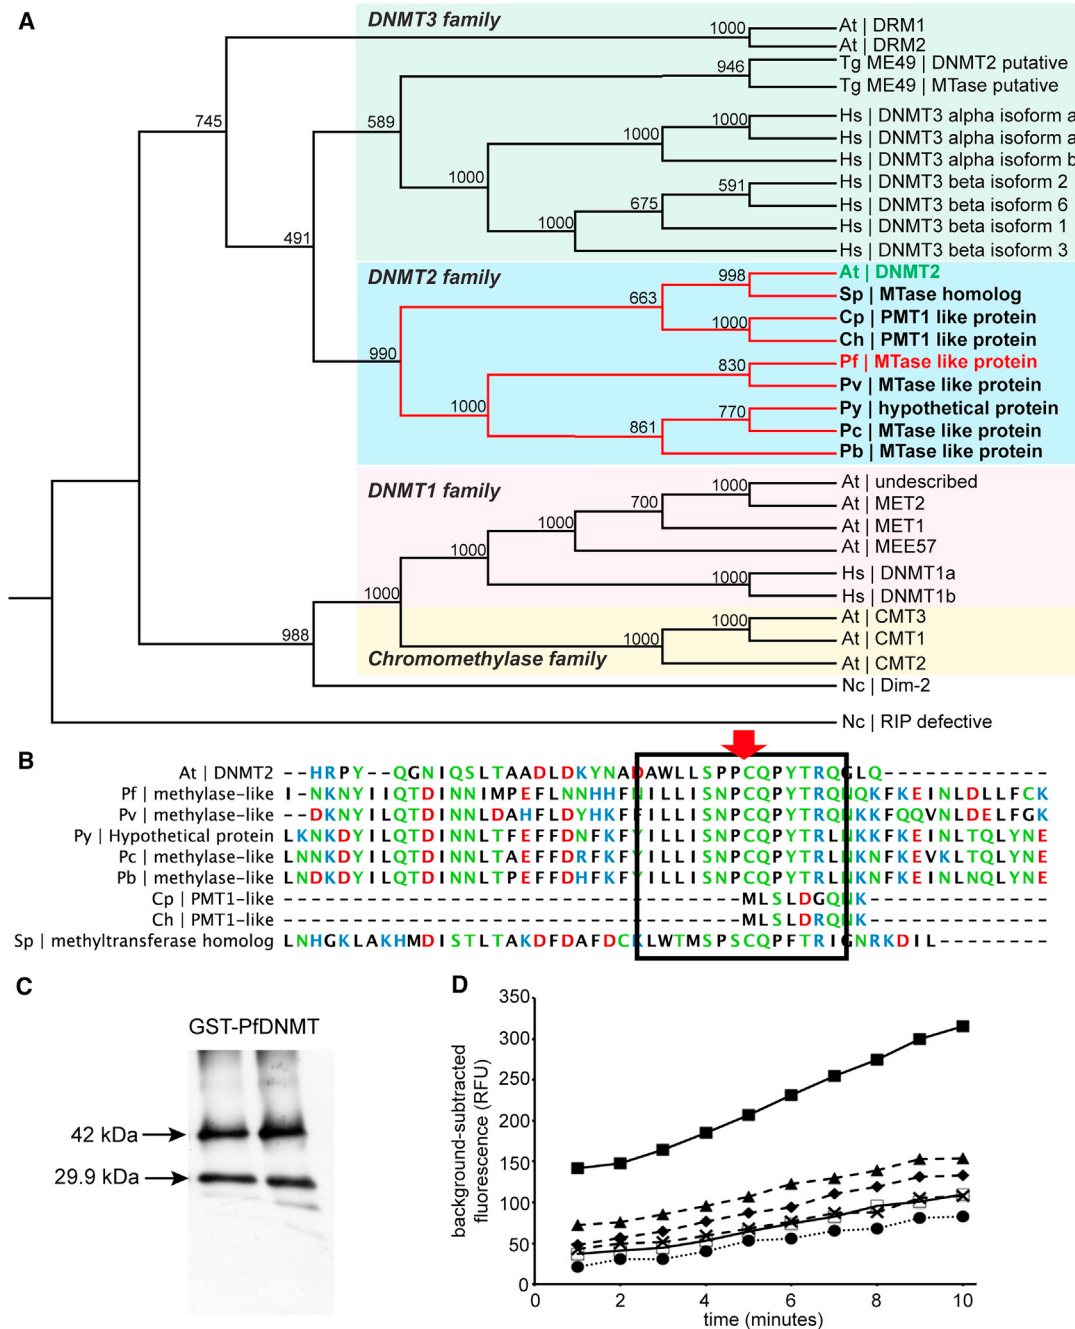 A
DNMT3 family
1000
At | DRM1
At | DRM2
946
Tg ME49 | DNMT2 putative
Tg ME49 | MTase putative
745
589
1000
1000
Hs | DNMT3 alpha isoform a
Hs | DNMT3 alpha isoform a
Hs | DNMT3 alpha isoform b
1000
591
675
1000
Hs | DNMT3 beta isoform 2
Hs | DNMT3 beta isoform 6
Hs | DNMT3 beta isoform 1
Hs | DNMT3 beta isoform 3
491
DNMT2 family
998
663
1000
At | DNMT2
Sp | MTase homolog
Cp | PMT1 like protein
Ch | PMT1 like protein
990
830
1000
770
861
Pf | MTase like protein
Pv | MTase like protein
Py | hypothetical protein
Pc | MTase like protein
Pb | MTase like protein
DNMT1 family
1000
700
1000
1000
At | undescribed
At | MET2
At | MET1
At | MEE57
1000
Hs | DNMT1a
Hs | DNMT1b
1000
988
1000
1000
At | CMT3
At | CMT1
At | CMT2
Chromomethylase family
Nc | Dim-2
Nc | RIP defective
B
At | DNMT2 --HRPY--QGNIQSLTAADLDKYNADAWLLSPPCQPYTRQGLQ-----------
Pf | methylase-like I-NKNYIIQTDINNIMPEFLNNHHFNILLISNPCQPYTRQNQKFKEINLDLLFCK
Pv | methylase-like --DKNYIIQTDINNLDAHFLDYHKFFILLISNPCQPYTRQNKKFQQVNLDELFGK
Py | Hypothetical protein LKNKDYILQTDINNLTFEFFDNFKFYILLISNPCQPYTRLNKKFKEINLTQLYNE
Pc | methylase-like LNNKDYILQTDINNLTAEFFDRFKFYILLISNPCQPYTRLNKNFKEVKLTQLYNE
Pb | methylase-like LNDKDYILQTDINNLTPEFFDHFKFYILLISNPCQPYTRLNKNFKEINLNQLYNE
Cp | PMT1-like ---------------------------------MLSLDGQNK-------------
Ch | PMT1-like ---------------------------------MLSLDRQNK-------------
Sp | methyltransferase homolog LNHGKLAKHMDISTLTAKDFDAFDCKLWTMSPSCQPFTRIGNRKDIL--------
C
GST-PfDNMT
42 kDa
29.9 kDa
D
background-subtracted
fluorescence (RFU)
350
300
250
200
150
100
50
0
0 2 4 6 8 10
time (minutes)